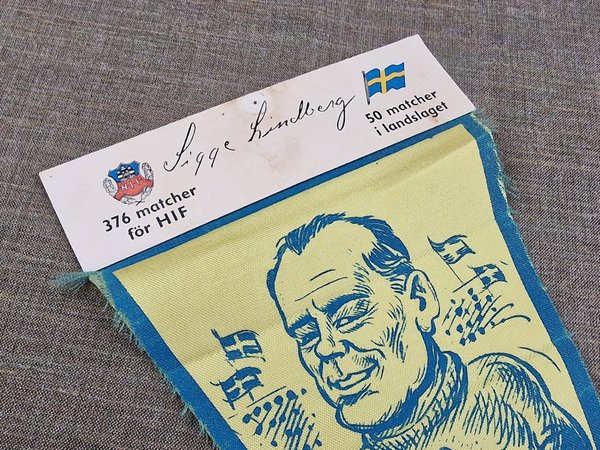 Sigge Lindberg
H.I.F
376 matcher
för HIF
50 matcher
i landslaget